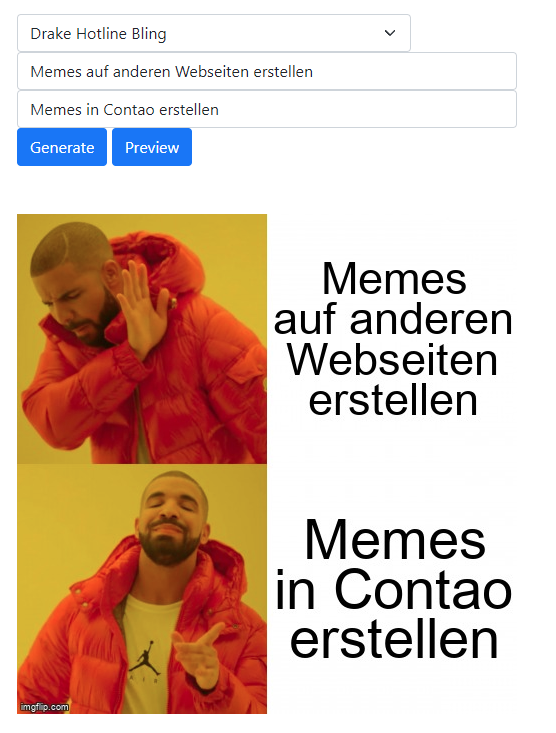 Drake Hotline Bling
Memes auf anderen Webseiten erstellen
Memes in Contao erstellen
Generate Preview
Memes
auf anderen
Webseiten
erstellen
Memes
in Contao
erstellen
AIR
imgflip.com